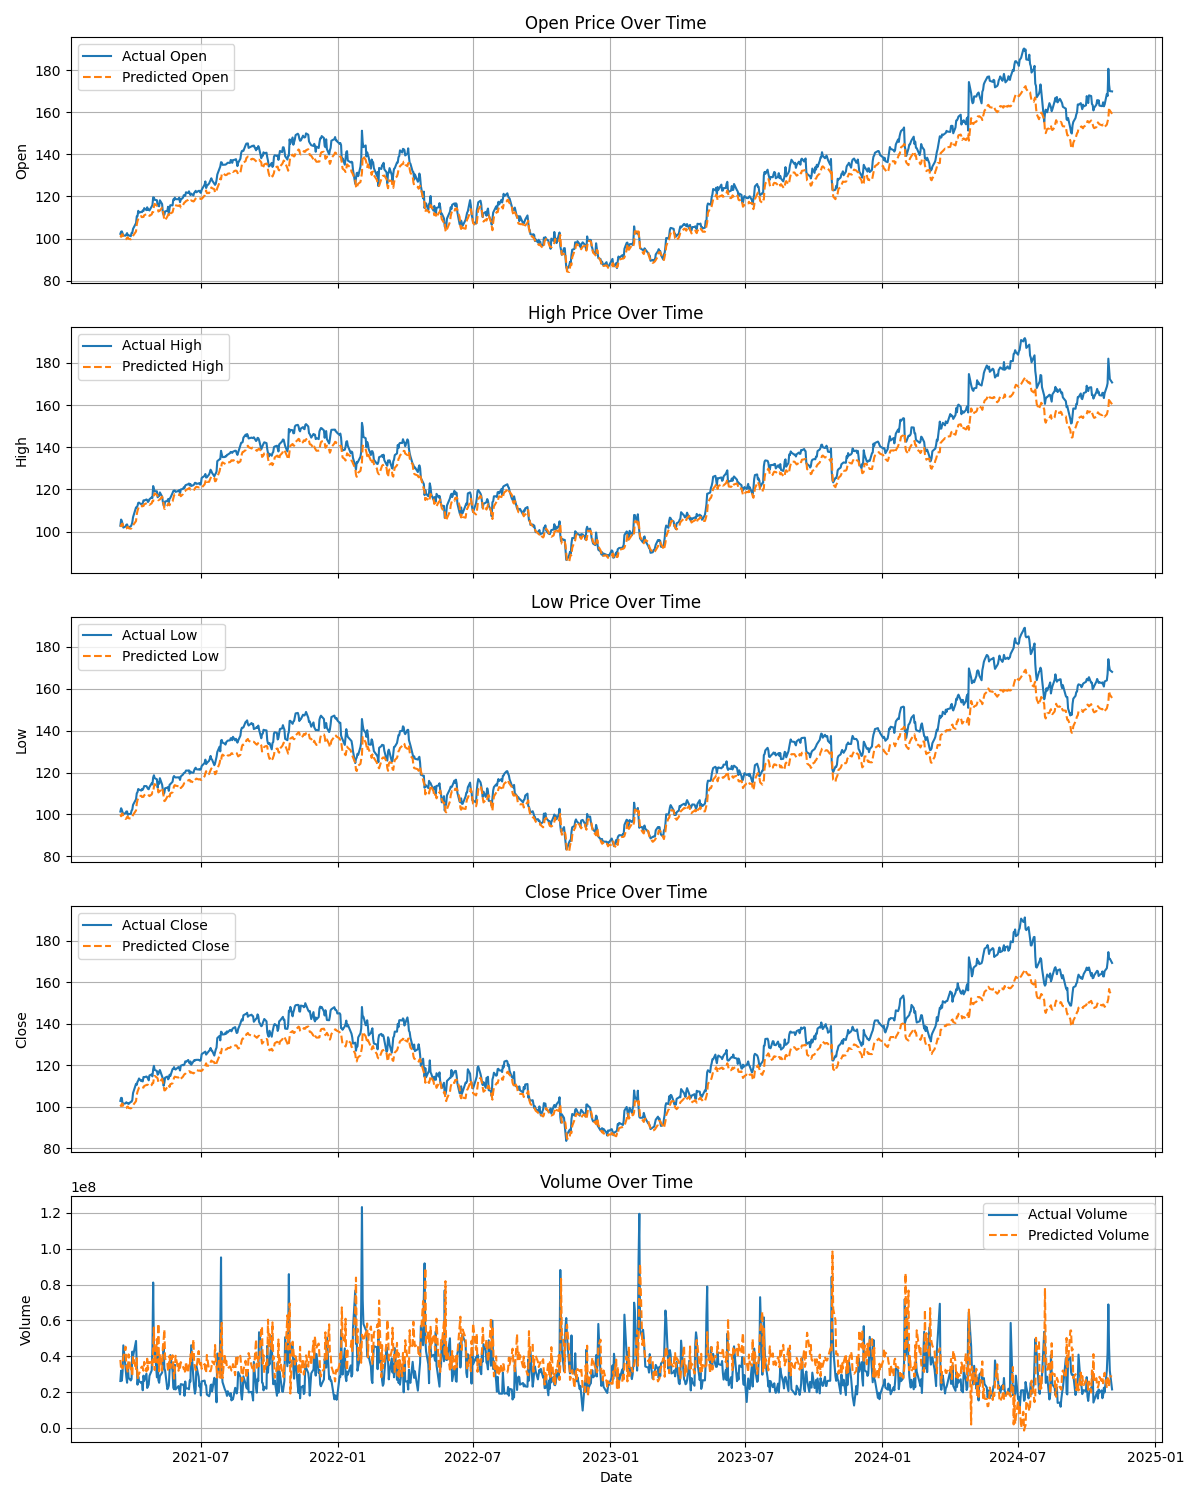 Open Price Over Time
Actual Open
Predicted Open
180
160
140
120
100
80
Open
High Price Over Time
Actual High
Predicted High
180
160
140
120
100
High
Low Price Over Time
Actual Low
Predicted Low
180
160
140
120
100
80
Low
Close Price Over Time
Actual Close
Predicted Close
180
160
140
120
100
80
Close
Volume Over Time
1e8
Actual Volume
Predicted Volume
1.2
1.0
0.8
0.6
0.4
0.2
0.0
Volume
2021-07 2022-01 2022-07 2023-01 2023-07 2024-01 2024-07 2025-01
Date